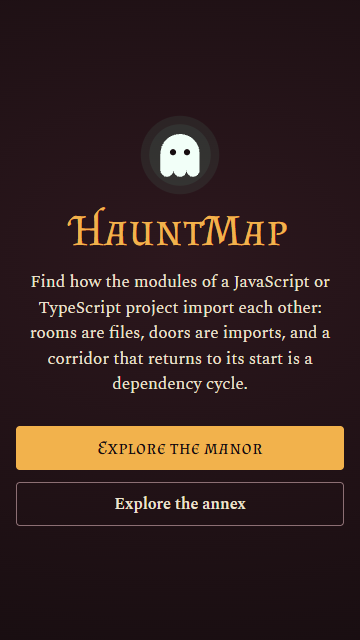 HauntMap
Find how the modules of a JavaScript or
TypeScript project import each other:
rooms are files, doors are imports, and a
corridor that returns to its start is a
dependency cycle.
Explore the manor
Explore the annex